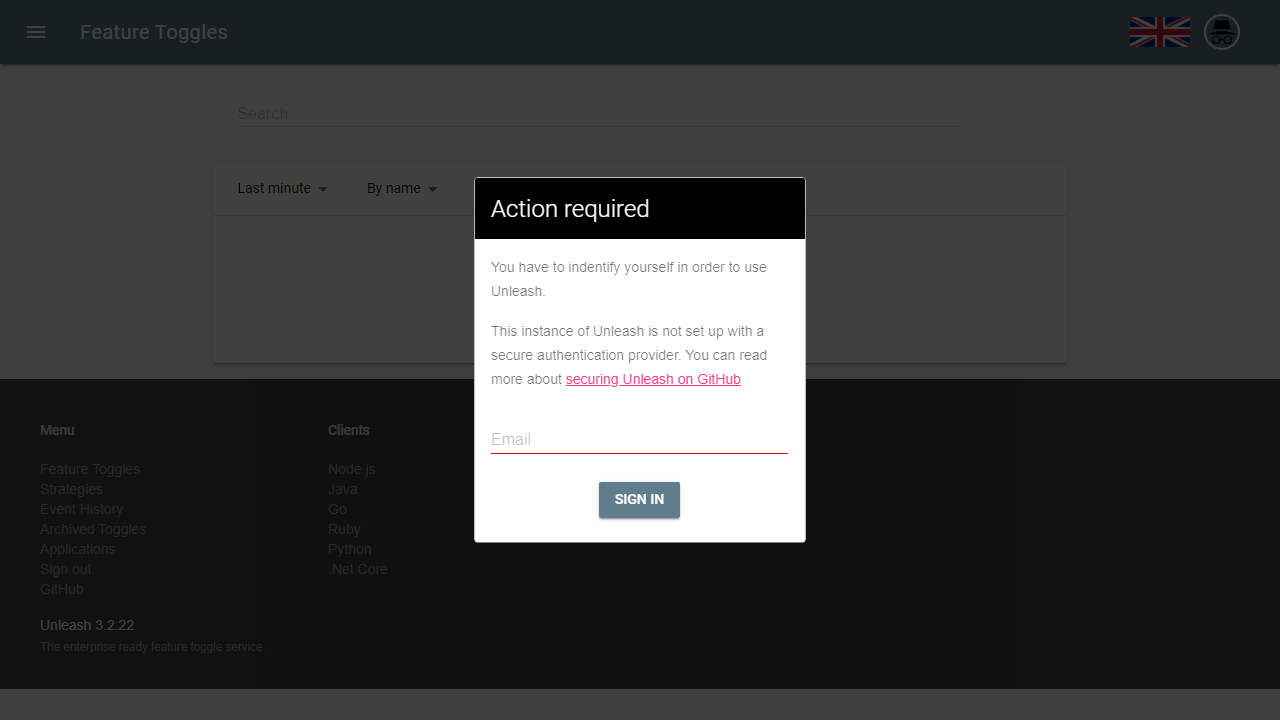 Feature Toggles
Search
Last minute
By name
Action required
You have to indentify yourself in order to use
Unleash.
This instance of Unleash is not set up with a
secure authentication provider. You can read
more about securing Unleash on GitHub
Email
SIGN IN
Menu
Feature Toggles
Strategies
Event History
Archived Toggles
Applications
Sign out
GitHub
Clients
Node.js
Java
Go
Ruby
Python
.Net Core
Unleash 3.2.22
The enterprise ready feature toggle service.